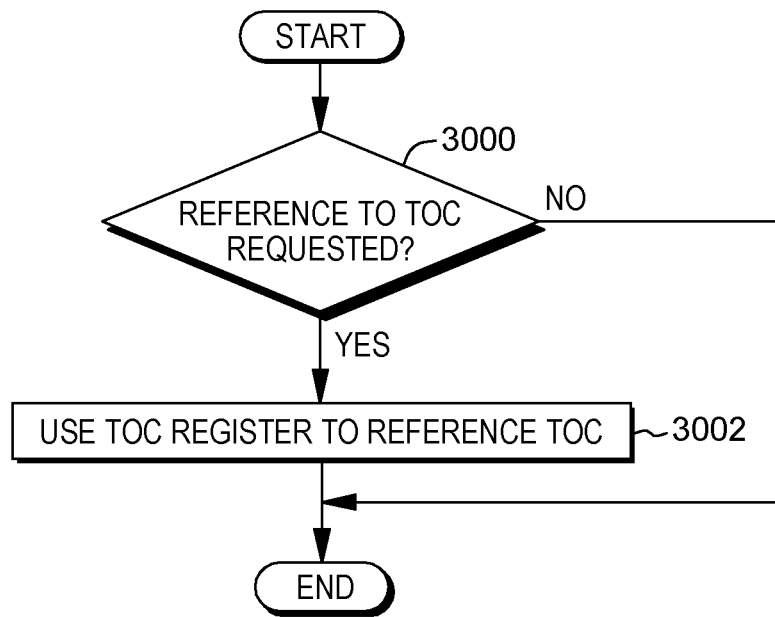 START
3000
REFERENCE TO TOC
REQUESTED?
NO
YES
USE TOC REGISTER TO REFERENCE TOC
3002
END